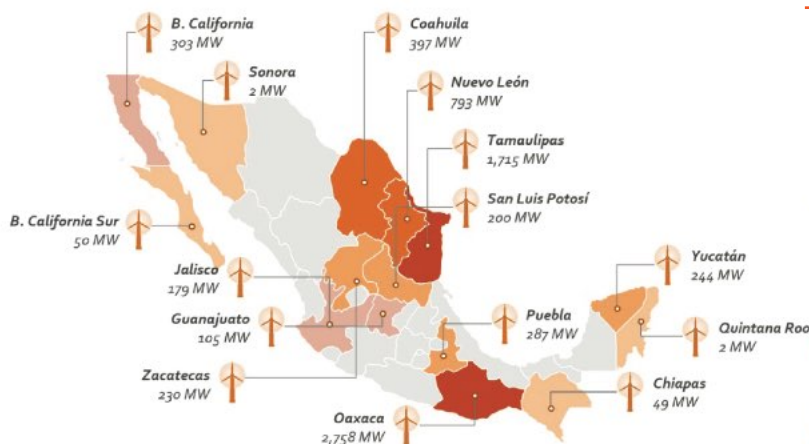 B. California
303 MW
Coahuila
397 MW
Sonora
2 MW
Nuevo León
793 MW
Tamaulipas
1,715 MW
San Luis Potosí
200 MW
B. California Sur
50 MW
Yucatán
244 MW
Jalisco
179 MW
Guanajuato
105 MW
Puebla
287 MW
Quintana Roo
2 MW
Zacatecas
230 MW
Chiapas
49 MW
Oaxaca
2,758 MW